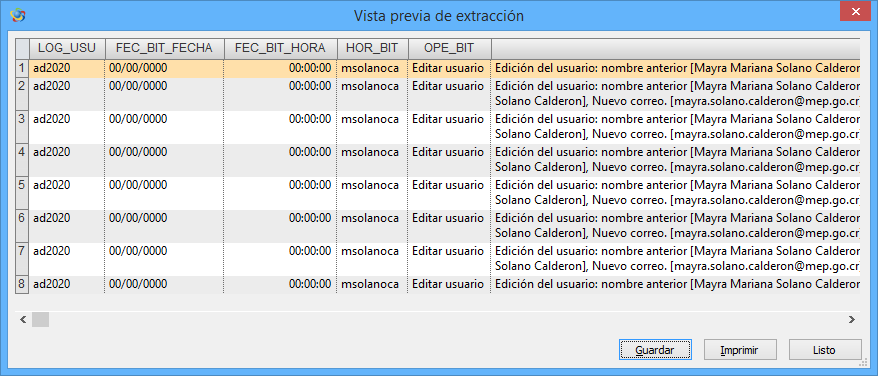 Vista previa de extracción
LOG_USU FEC_BIT_FECHA FEC_BIT_HORA HOR_BIT OPE_BIT
1 ad2020 00/00/0000 00:00:00 msolanoca Editar usuario Edición del usuario: nombre anterior [Mayra Mariana Solano Calderon
2 ad2020 00/00/0000 00:00:00 msolanoca Editar usuario Edición del usuario: nombre anterior [Mayra Mariana Solano Calderor
Solano Calderon], Nuevo correo. [mayra.solano.calderon@mep.go.cr
3 ad2020 00/00/0000 00:00:00 msolanoca Editar usuario Edición del usuario: nombre anterior [Mayra Mariana Solano Calderor
Solano Calderon], Nuevo correo. [mayra.solano.calderon@mep.go.cr
4 ad2020 00/00/0000 00:00:00 msolanoca Editar usuario Edición del usuario: nombre anterior [Mayra Mariana Solano Calderor
Solano Calderon], Nuevo correo. [mayra.solano.calderon@mep.go.cr
5 ad2020 00/00/0000 00:00:00 msolanoca Editar usuario Edición del usuario: nombre anterior [Mayra Mariana Solano Calderor
Solano Calderon], Nuevo correo. [mayra.solano.calderon@mep.go.cr
6 ad2020 00/00/0000 00:00:00 msolanoca Editar usuario Edición del usuario: nombre anterior [Mayra Mariana Solano Calderor
Solano Calderon], Nuevo correo. [mayra.solano.calderon@mep.go.cr
7 ad2020 00/00/0000 00:00:00 msolanoca Editar usuario Edición del usuario: nombre anterior [Mayra Mariana Solano Calderor
Solano Calderon], Nuevo correo. [mayra.solano.calderon@mep.go.cr
8 ad2020 00/00/0000 00:00:00 msolanoca Editar usuario Edición del usuario: nombre anterior [Mayra Mariana Solano Calderor
Guardar Imprimir Listo